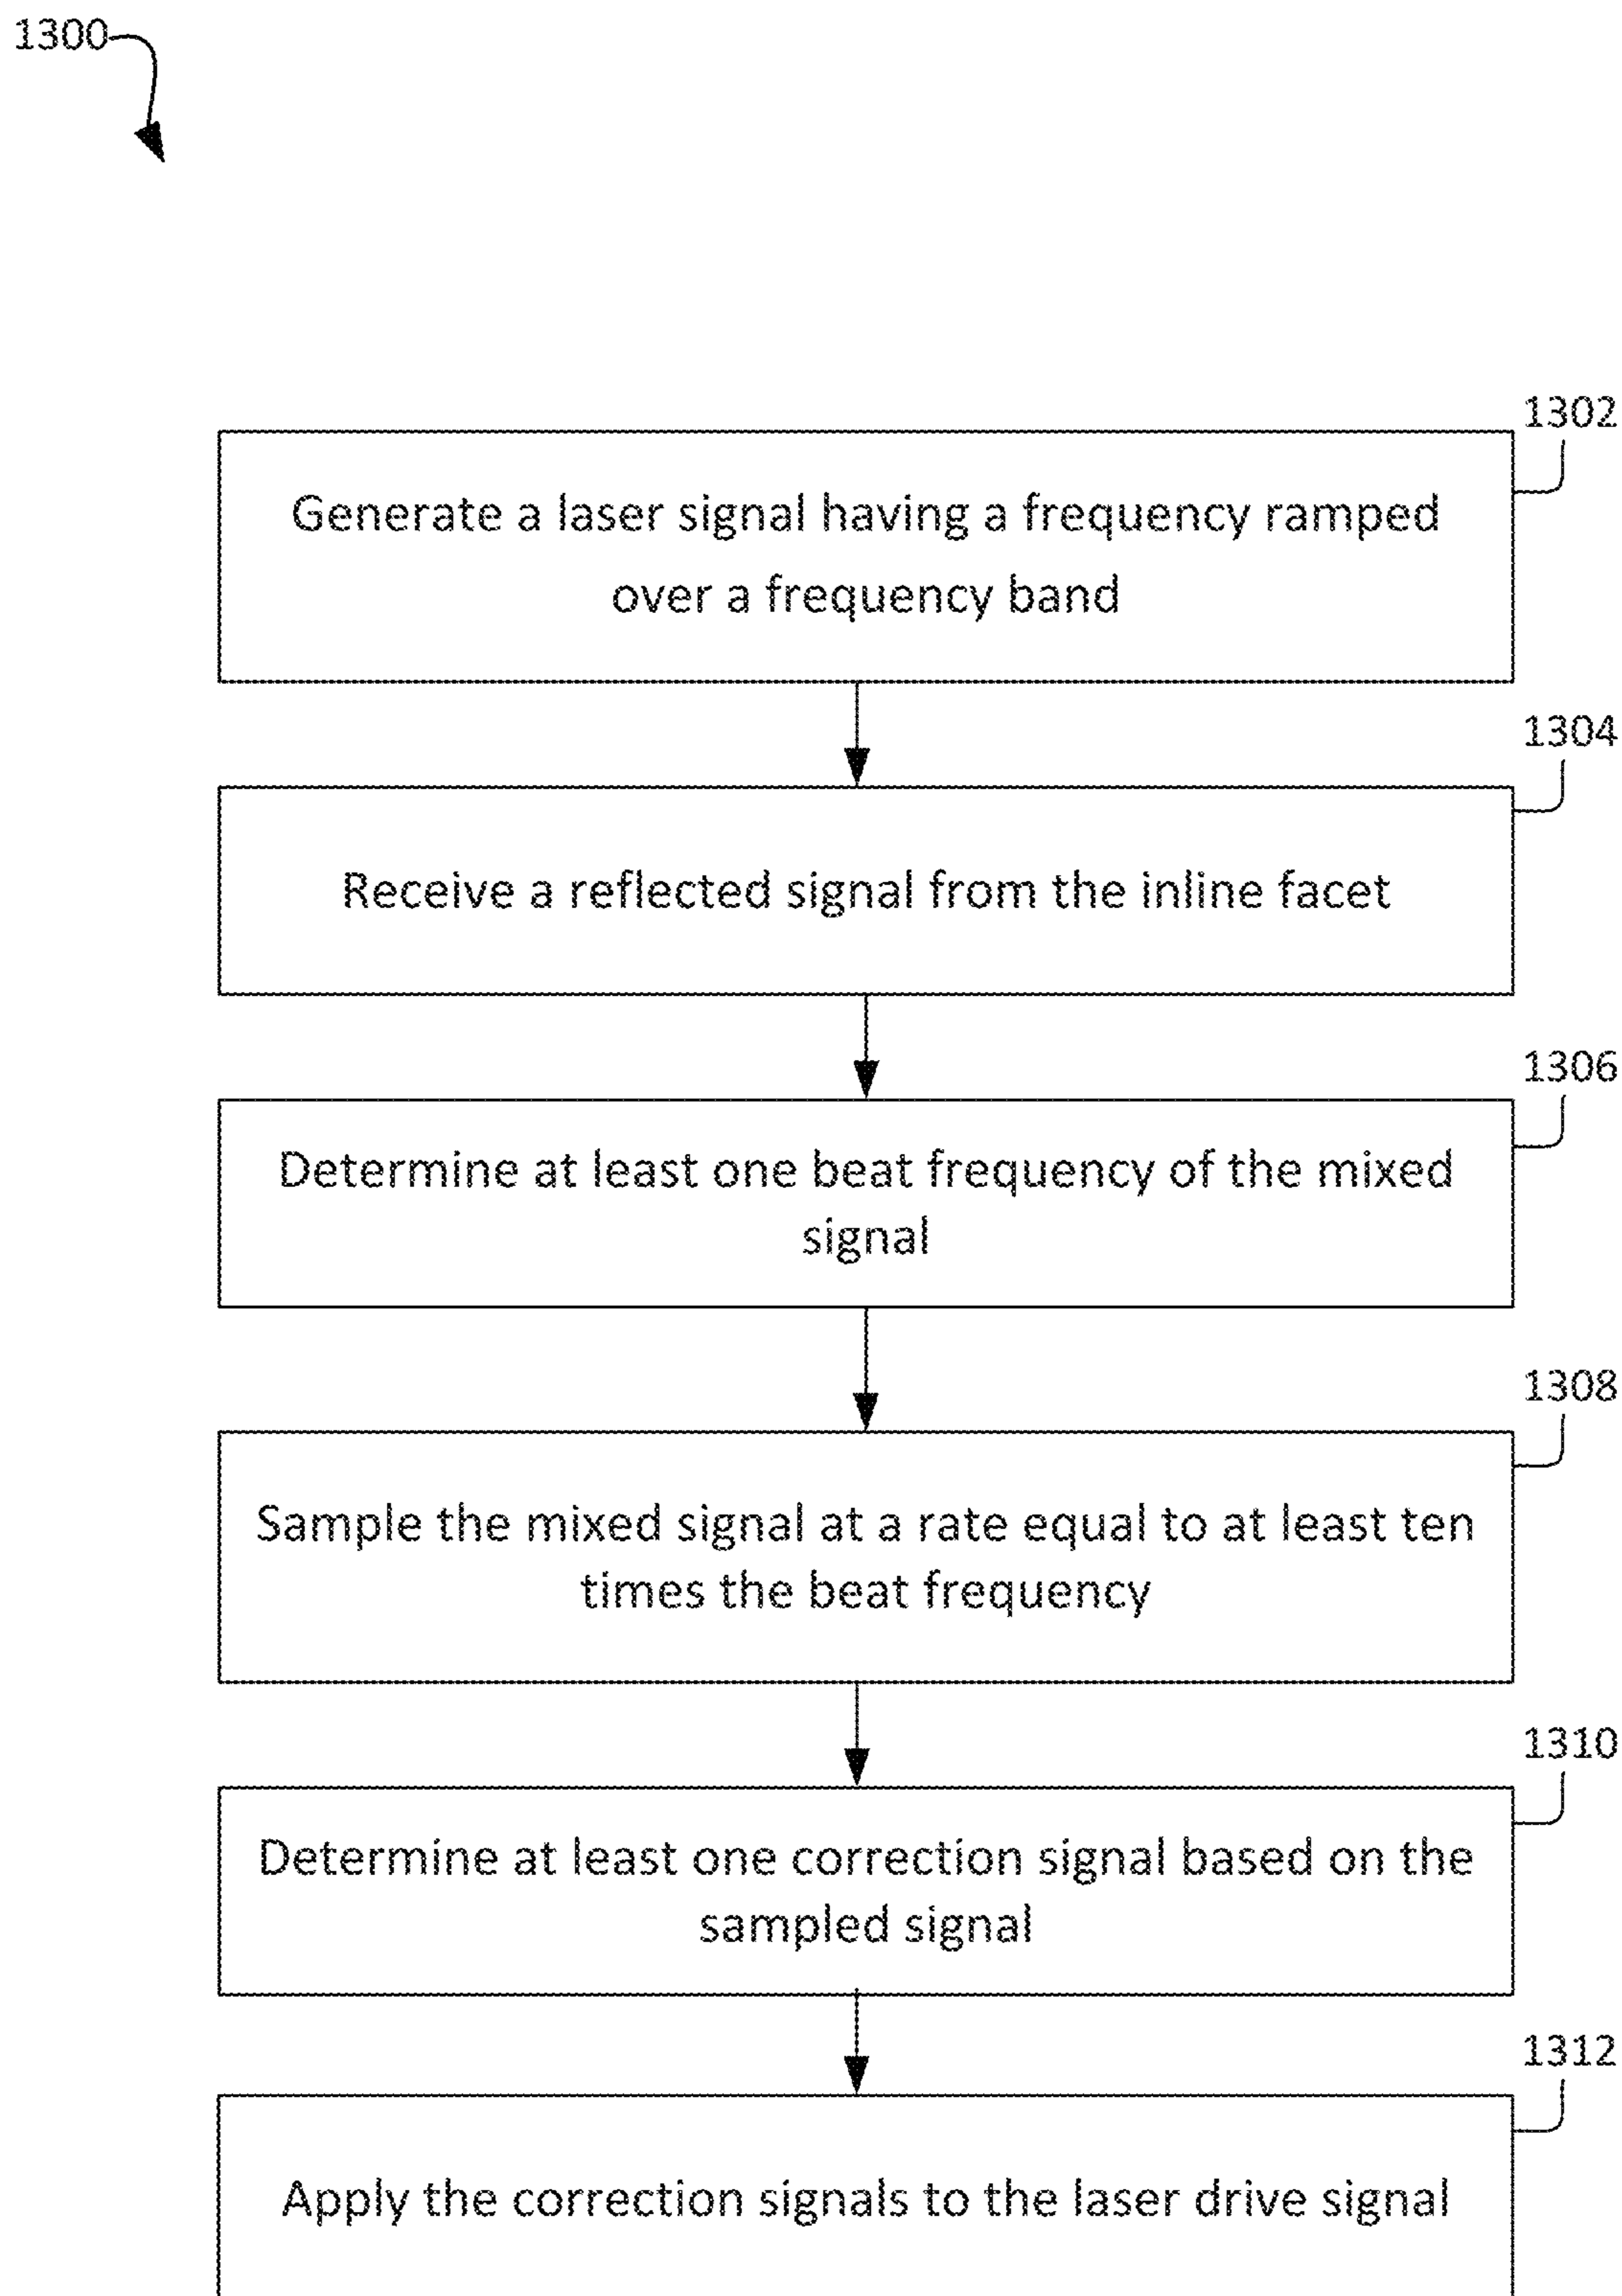 1300
1302
Generate a laser signal having a frequency ramped
over a frequency band
1304
Receive a reflected signal from the inline facet
1306
Determine at least one beat frequency of the mixed
signal
1308
Sample the mixed signal at a rate equal to at least ten
times the beat frequency
1310
Determine at least one correction signal based on the
sampled signal
1312
Apply the correction signals to the laser drive signal